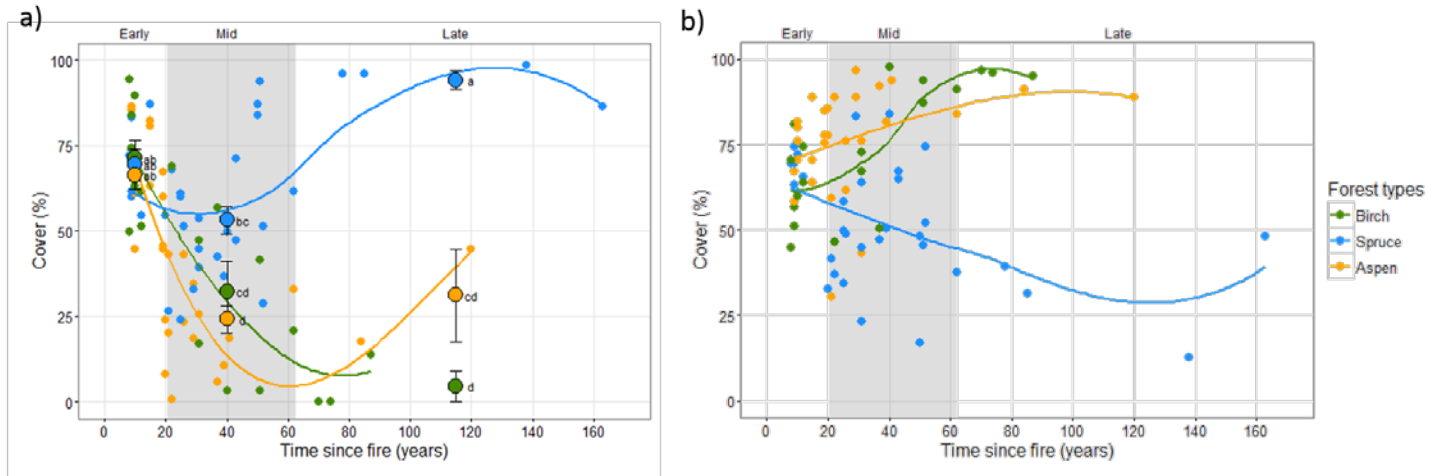 a)
Early Mid Late
100
75
50
25
0
Cover (%)
ab
ab
ab
bc
cd
d
a
cd
d
0 20 40 60 80 100 120 140 160
Time since fire (years)
b)
Early Mid Late
100
75
50
25
0
Cover (%)
0 20 40 60 80 100 120 140 160
Time since fire (years)
Forest types
Birch
Spruce
Aspen